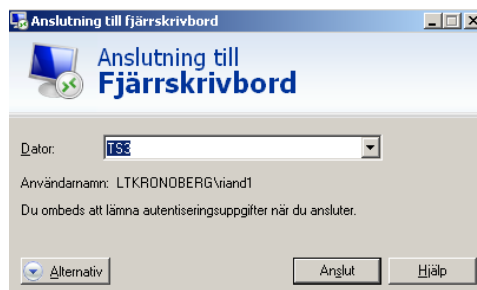 Anslutning till fjärrskrivbord
Anslutning till
Fjärrskrivbord
Dator: TS3
Användarnamn: LTKRONOBERG\riand1
Du ombeds att lämna autentiseringsuppgifter när du ansluter.
Alternativ Anslut Hjälp